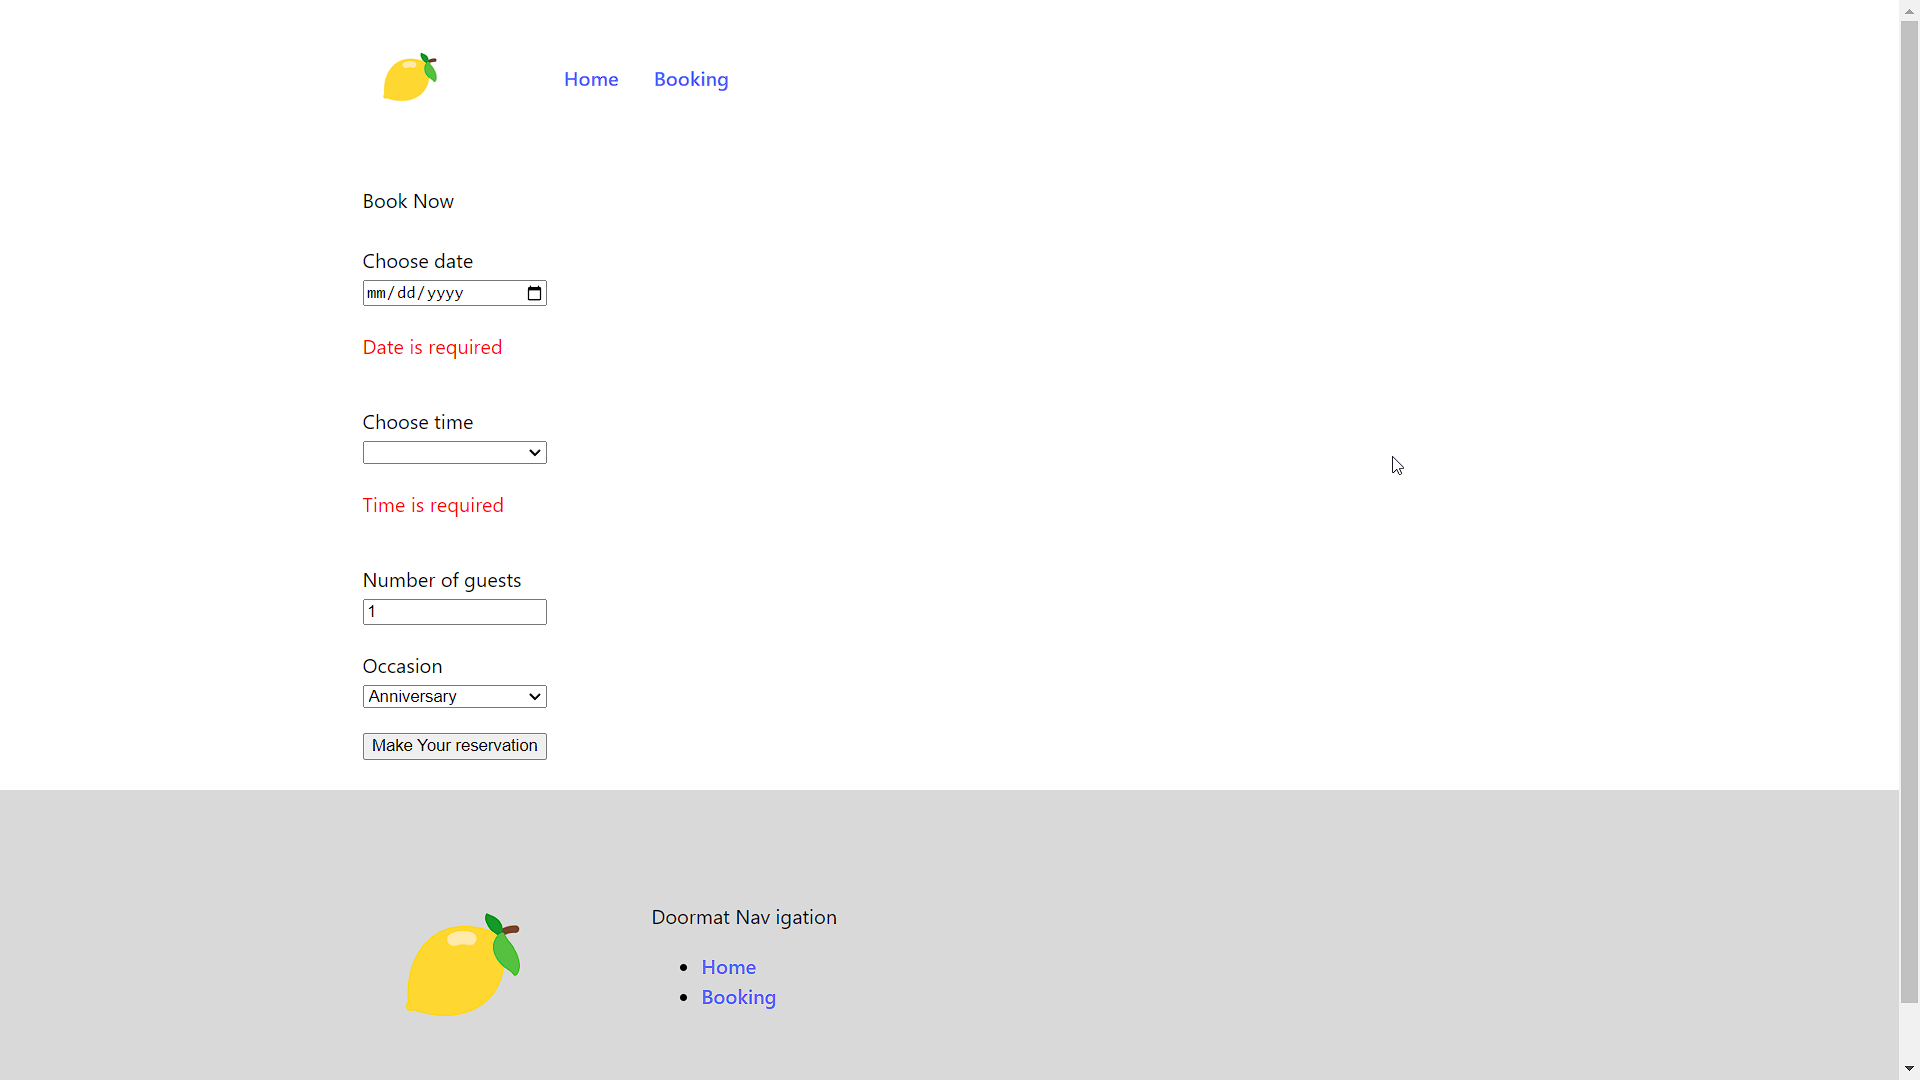 Home Booking
Book Now
Choose date
mm/dd/yyyy
Date is required
Choose time
Time is required
Number of guests
1
Occasion
Anniversary
Make Your reservation
Doormat Nav igation
Home
Booking